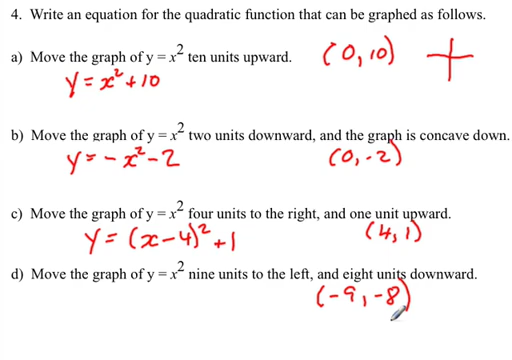 4. Write an equation for the quadratic function that can be graphed as follows.
a) Move the graph of y = x² ten units upward. (0, 10)
y = x² + 10
b) Move the graph of y = x² two units downward, and the graph is concave down.
y = - x² - 2 (0, -2)
c) Move the graph of y = x² four units to the right, and one unit upward.
y = (x - 4)² + 1 (4, 1)
d) Move the graph of y = x² nine units to the left, and eight units downward.
(-9, -8)